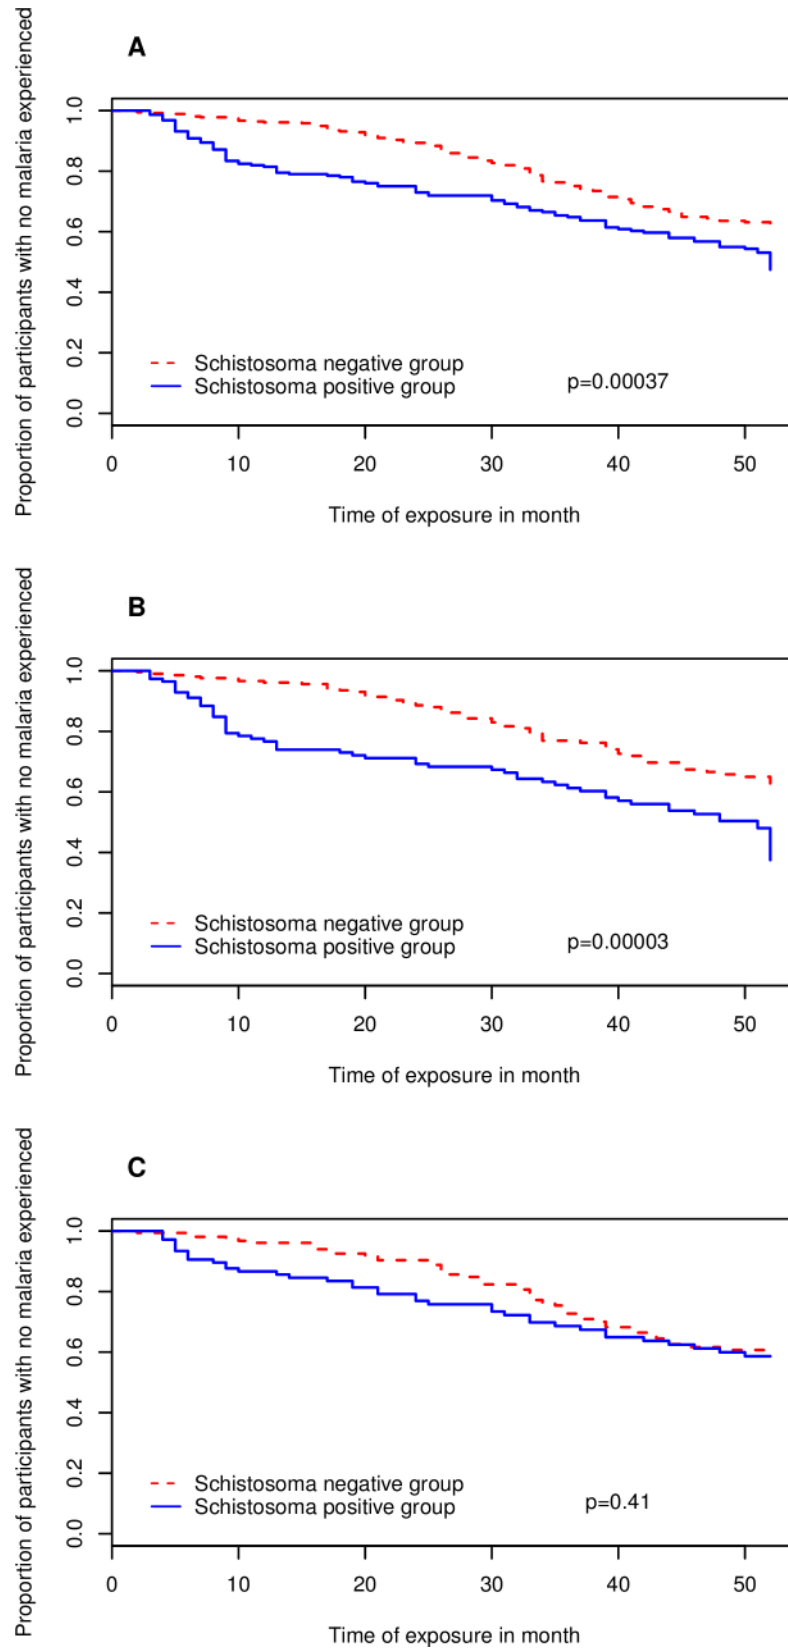 A
Proportion of participants with no malaria experienced
1.0
0.8
0.6
0.4
0.2
0.0
Schistosoma negative group
Schistosoma positive group
p=0.00037
0 10 20 30 40 50
Time of exposure in month
B
Proportion of participants with no malaria experienced
1.0
0.8
0.6
0.4
0.2
0.0
Schistosoma negative group
Schistosoma positive group
p=0.00003
0 10 20 30 40 50
Time of exposure in month
C
Proportion of participants with no malaria experienced
1.0
0.8
0.6
0.4
0.2
0.0
Schistosoma negative group
Schistosoma positive group
p=0.41
0 10 20 30 40 50
Time of exposure in month